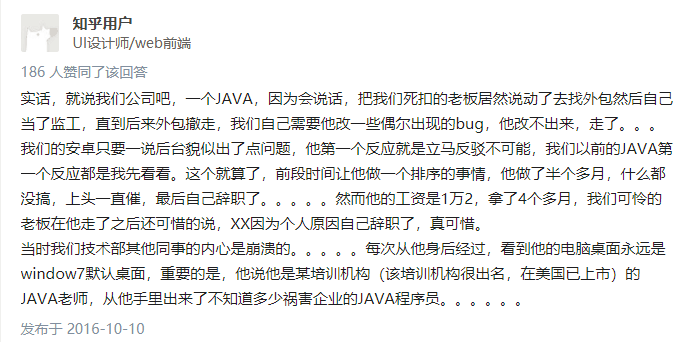 知乎用户
UI设计师/web前端
186 人赞同了该回答
实话，就说我们公司吧，一个JAVA，因为会说话，把我们死扣的老板居然说动了去找外包然后自己
当了监工，直到后来外包撤走，我们自己需要他改一些偶尔出现的bug，他改不出来，走了。。。
我们的安卓只要一说后台貌似出了点问题，他第一个反应就是立马反驳不可能，我们以前的JAVA第
一个反应都是我先看看。这个就算了，前段时间让他做一个排序的事情，他做了半个多月，什么都
没搞，上头一直催，最后自己辞职了。。。。。然而他的工资是1万2，拿了4个多月，我们可怜的
老板在他走了之后还可惜的说，XX因为个人原因自己辞职了，真可惜。
当时我们技术部其他同事的内心是崩溃的。。。。。每次从他身后经过，看到他的电脑桌面永远是
window7默认桌面，重要的是，他说他是某培训机构（该培训机构很出名，在美国已上市）的
JAVA老师，从他手里出来了不知道多少祸害企业的JAVA程序员。。。。。。
发布于 2016-10-10